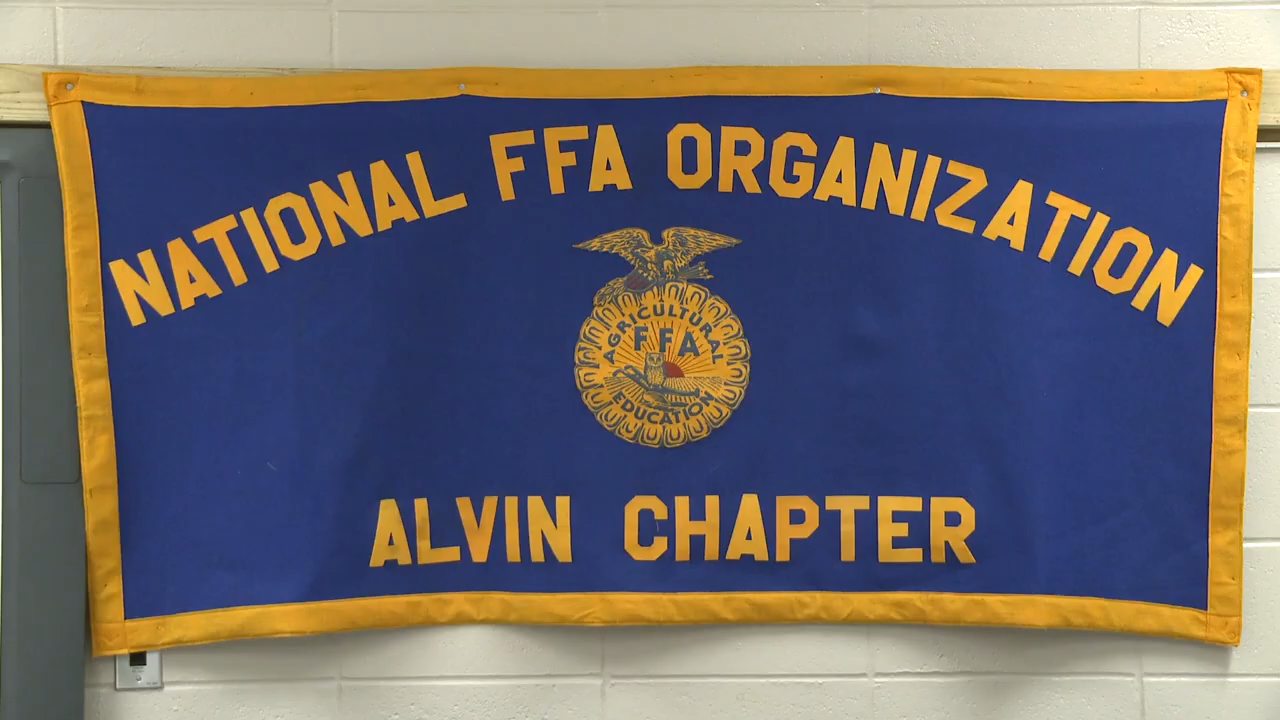 NATIONAL FFA ORGANIZATION
AGRICULTURAL
FFA
EDUCATION
ALVIN CHAPTER